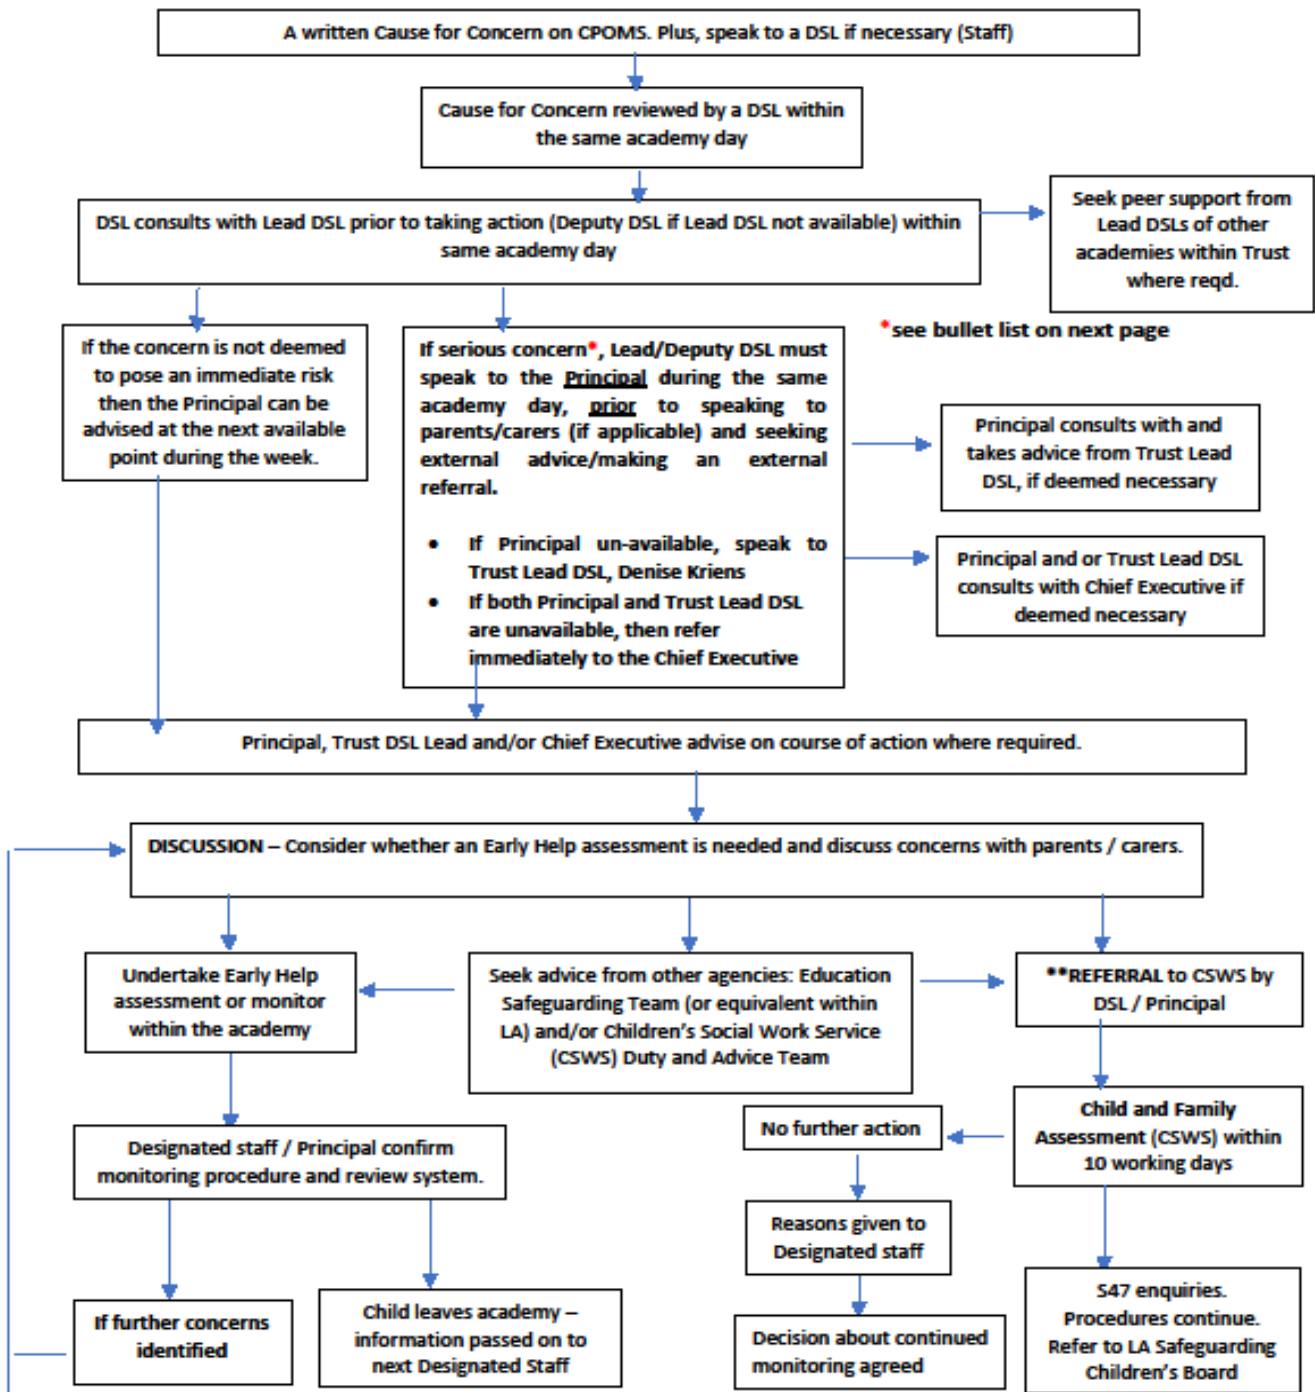 A written Cause for Concern on CPOMS. Plus, speak to a DSL if necessary (Staff)
Cause for Concern reviewed by a DSL within
the same academy day
DSL consults with Lead DSL prior to taking action (Deputy DSL if Lead DSL not available) within
same academy day
Seek peer support from
Lead DSLs of other
academies within Trust
where reqd.
*see bullet list on next page
If the concern is not deemed
to pose an immediate risk
then the Principal can be
advised at the next available
point during the week.
If serious concern*, Lead/Deputy DSL must
speak to the Principal during the same
academy day, prior to speaking to
parents/carers (if applicable) and seeking
external advice/making an external
referral.
• If Principal un-available, speak to
Trust Lead DSL, Denise Kriens
• If both Principal and Trust Lead DSL
are unavailable, then refer
immediately to the Chief Executive
Principal consults with and
takes advice from Trust Lead
DSL, if deemed necessary
Principal and or Trust Lead DSL
consults with Chief Executive if
deemed necessary
Principal, Trust DSL Lead and/or Chief Executive advise on course of action where required.
DISCUSSION – Consider whether an Early Help assessment is needed and discuss concerns with parents / carers.
Undertake Early Help
assessment or monitor
within the academy
Seek advice from other agencies: Education
Safeguarding Team (or equivalent within
LA) and/or Children's Social Work Service
(CSWS) Duty and Advice Team
**REFERRAL to CSWS by
DSL / Principal
Designated staff / Principal confirm
monitoring procedure and review system.
No further action
Child and Family
Assessment (CSWS) within
10 working days
Reasons given to
Designated staff
If further concerns
identified
Child leaves academy –
information passed on to
next Designated Staff
Decision about continued
monitoring agreed
S47 enquiries.
Procedures continue.
Refer to LA Safeguarding
Children's Board